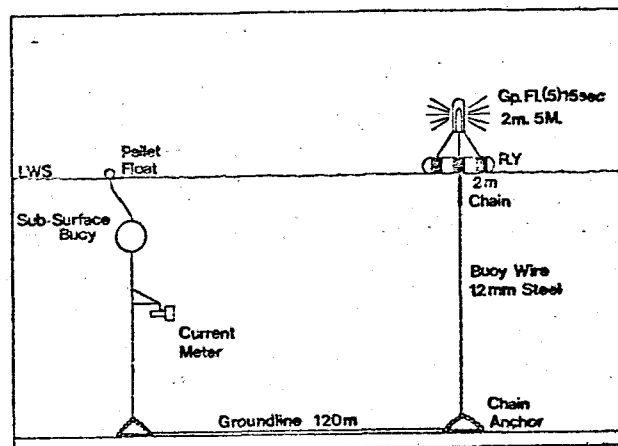 Gp.Fl.(5)15sec
2m. 5M.
Pellet
Float
LWS
R.Y
2m
Chain
Sub-Surface
Buoy
Buoy Wire
12mm Steel
Current
Meter
Chain
Anchor
Groundline 120m